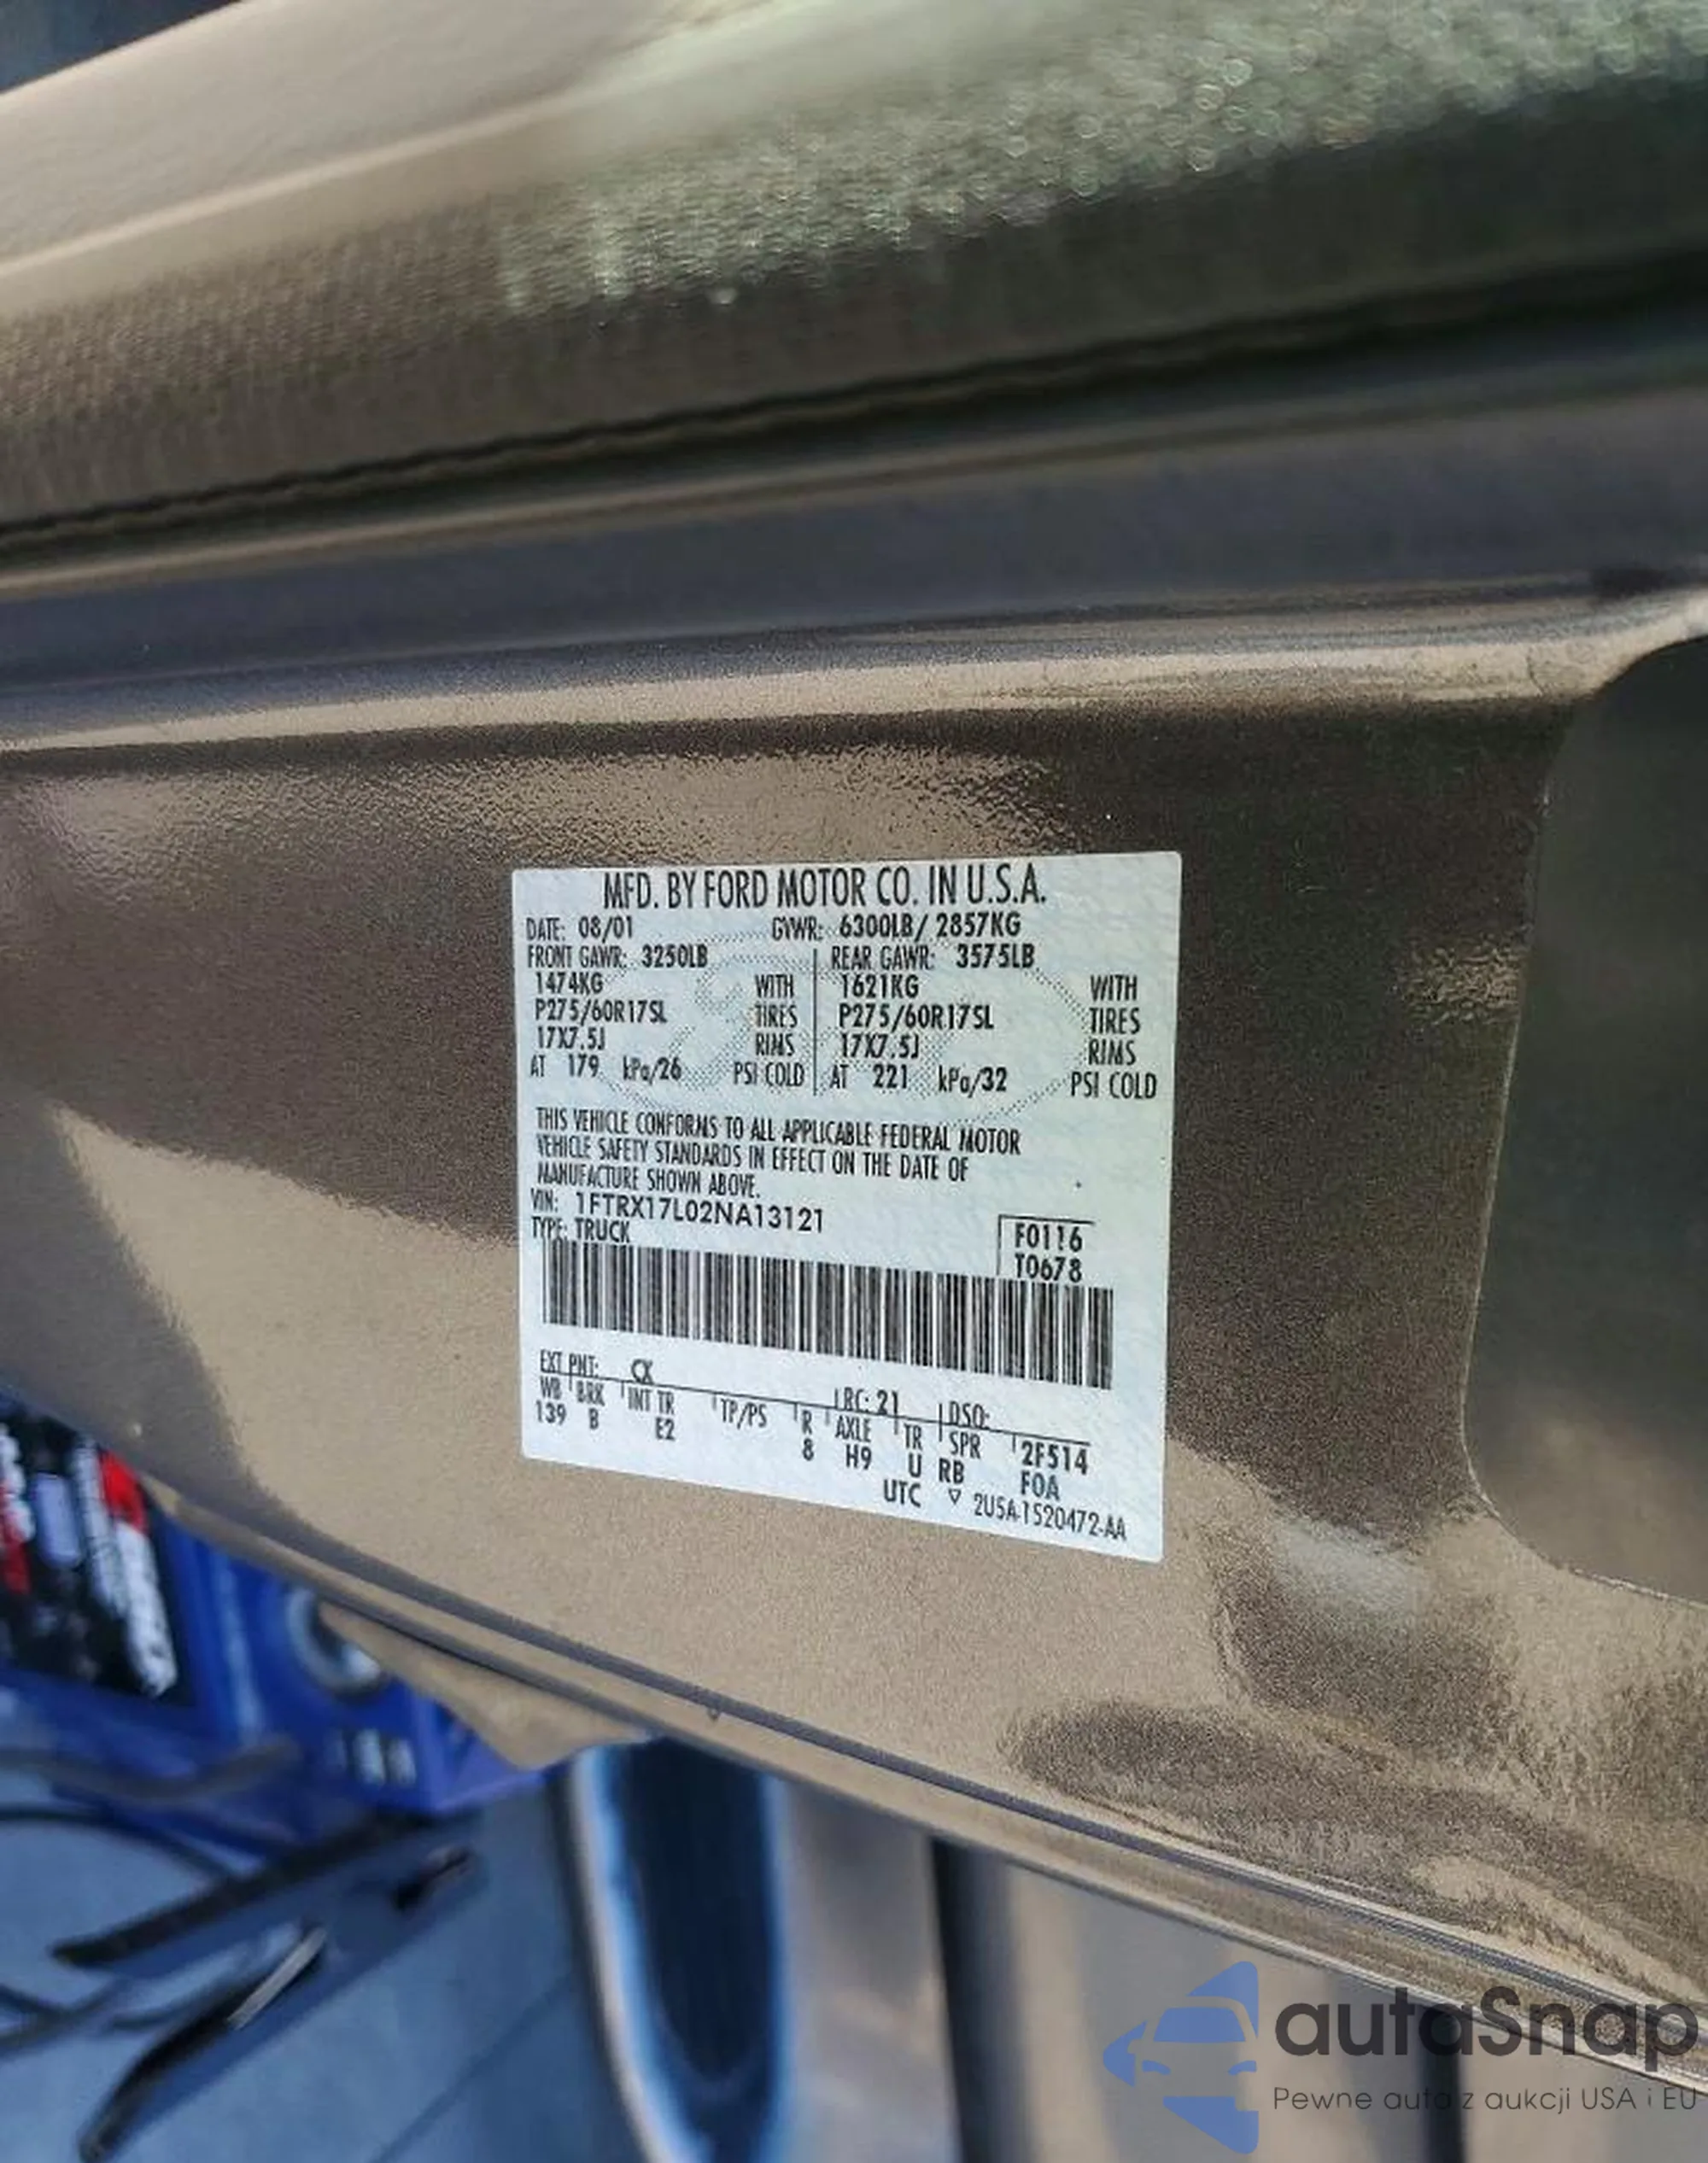 MFD. BY FORD MOTOR CO. IN U.S.A.
DATE: 08/01 GVWR: 6300LB/ 2857KG
FRONT GAWR: 3250LB REAR GAWR: 3575LB
1474KG WITH 1621KG WITH
P275/60R17SL TIRES P275/60R17SL TIRES
17X7.5J RIMS 17X7.5J RIMS
AT 179 kPa/26 PSI COLD AT 221 kPa/32 PSI COLD
THIS VEHICLE CONFORMS TO ALL APPLICABLE FEDERAL MOTOR
VEHICLE SAFETY STANDARDS IN EFFECT ON THE DATE OF
MANUFACTURE SHOWN ABOVE.
VIN: 1FTRX17L02NA13121 F0116
TYPE: TRUCK T0678
EXT PNT: CX RC: 21 DSO:
WB BRK INT TR TP/PS R AXLE TR SPR 2F514
139 B E2 8 H9 U RB F0A
UTC ▽ 2U5A-1520472-AA
autaSnap
Pewne auta z aukcji USA i EU